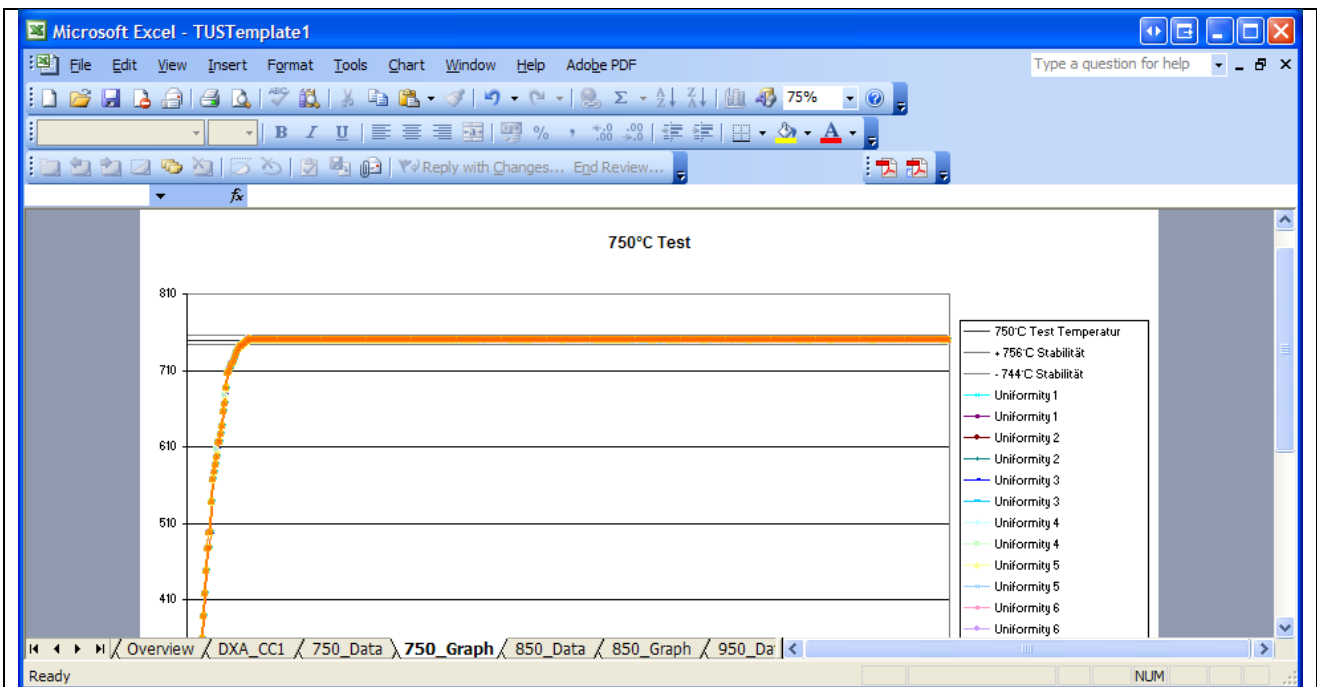 Microsoft Excel - TUSTemplate1
File Edit View Insert Format Tools Chart Window Help Adobe PDF Type a question for help
75%
Reply with Changes... End Review...
fx
750°C Test
810
710
610
510
410
750°C Test Temperatur
+ 756°C Stabilität
- 744°C Stabilität
Uniformity 1
Uniformity 1
Uniformity 2
Uniformity 2
Uniformity 3
Uniformity 3
Uniformity 4
Uniformity 4
Uniformity 5
Uniformity 5
Uniformity 6
Uniformity 6
Overview DXA_CC1 750_Data 750_Graph 850_Data 850_Graph 950_Da
Ready NUM